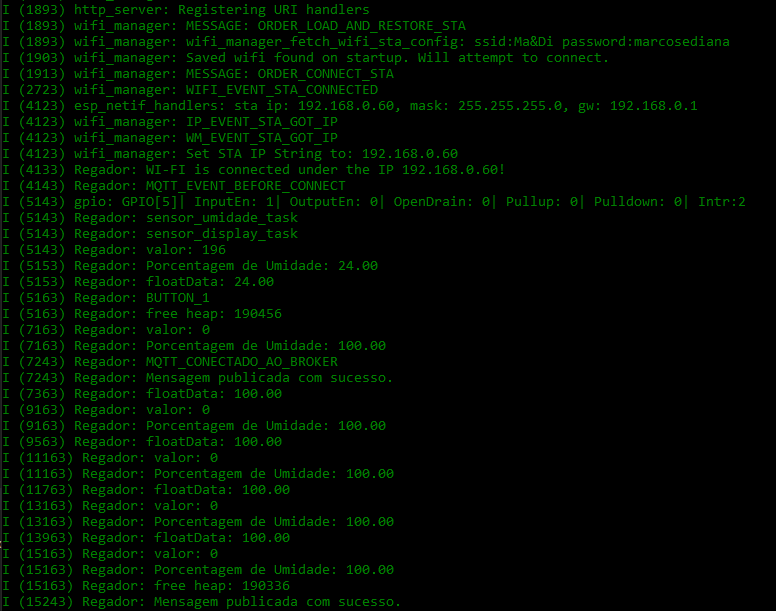 I (1893) http_server: Registering URI handlers
I (1893) wifi_manager: MESSAGE: ORDER_LOAD_AND_RESTORE_STA
I (1893) wifi_manager: wifi_manager_fetch_wifi_sta_config: ssid:Ma&Di password:marcosediana
I (1903) wifi_manager: Saved wifi found on startup. Will attempt to connect.
I (1913) wifi_manager: MESSAGE: ORDER_CONNECT_STA
I (2723) wifi_manager: WIFI_EVENT_STA_CONNECTED
I (4123) esp_netif_handlers: sta ip: 192.168.0.60, mask: 255.255.255.0, gw: 192.168.0.1
I (4123) wifi_manager: IP_EVENT_STA_GOT_IP
I (4123) wifi_manager: WM_EVENT_STA_GOT_IP
I (4123) wifi_manager: Set STA IP String to: 192.168.0.60
I (4133) Regador: WI-FI is connected under the IP 192.168.0.60!
I (4143) Regador: MQTT_EVENT_BEFORE_CONNECT
I (5143) gpio: GPIO[5]| InputEn: 1| OutputEn: 0| OpenDrain: 0| Pullup: 0| Pulldown: 0| Intr:2
I (5143) Regador: sensor_umidade_task
I (5143) Regador: sensor_display_task
I (5143) Regador: valor: 196
I (5153) Regador: Porcentagem de Umidade: 24.00
I (5153) Regador: floatData: 24.00
I (5163) Regador: BUTTON_1
I (5163) Regador: free heap: 190456
I (7163) Regador: valor: 0
I (7163) Regador: Porcentagem de Umidade: 100.00
I (7243) Regador: MQTT_CONECTADO_AO_BROKER
I (7243) Regador: Mensagem publicada com sucesso.
I (7363) Regador: floatData: 100.00
I (9163) Regador: valor: 0
I (9163) Regador: Porcentagem de Umidade: 100.00
I (9563) Regador: floatData: 100.00
I (11163) Regador: valor: 0
I (11163) Regador: Porcentagem de Umidade: 100.00
I (11763) Regador: floatData: 100.00
I (13163) Regador: valor: 0
I (13163) Regador: Porcentagem de Umidade: 100.00
I (13963) Regador: floatData: 100.00
I (15163) Regador: valor: 0
I (15163) Regador: Porcentagem de Umidade: 100.00
I (15163) Regador: free heap: 190336
I (15243) Regador: Mensagem publicada com sucesso.